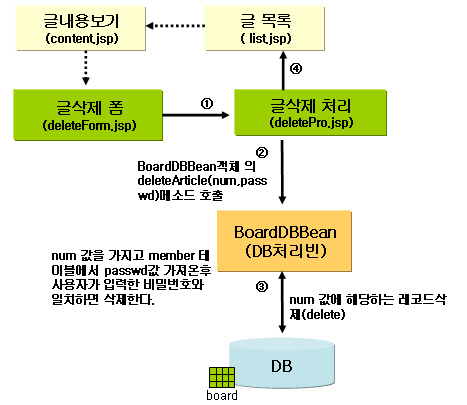 글내용보기
(content.jsp)
글 목록
( list.jsp)
④
글삭제 폼
(deleteForm.jsp)
①
글삭제 처리
(deletePro.jsp)
②
BoardDBBean객체 의
deleteArticle(num,pass
wd)메소드 호출
BoardDBBean
(DB처리빈)
num 값을 가지고 member 테
이블에서 passwd값 가져온후
사용자가 입력한 비밀번호와
일치하면 삭제한다.
③
num 값에 해당하는 레코드삭
제(delete)
DB
board